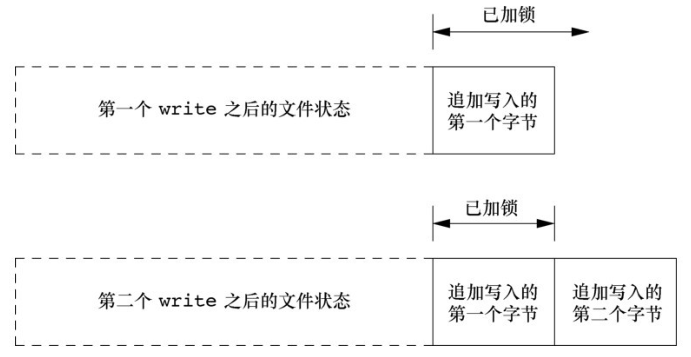 已加锁
第一个 write 之后的文件状态
追加写入的
第一个字节
已加锁
第二个 write 之后的文件状态
追加写入的
第一个字节
追加写入的
第二个字节